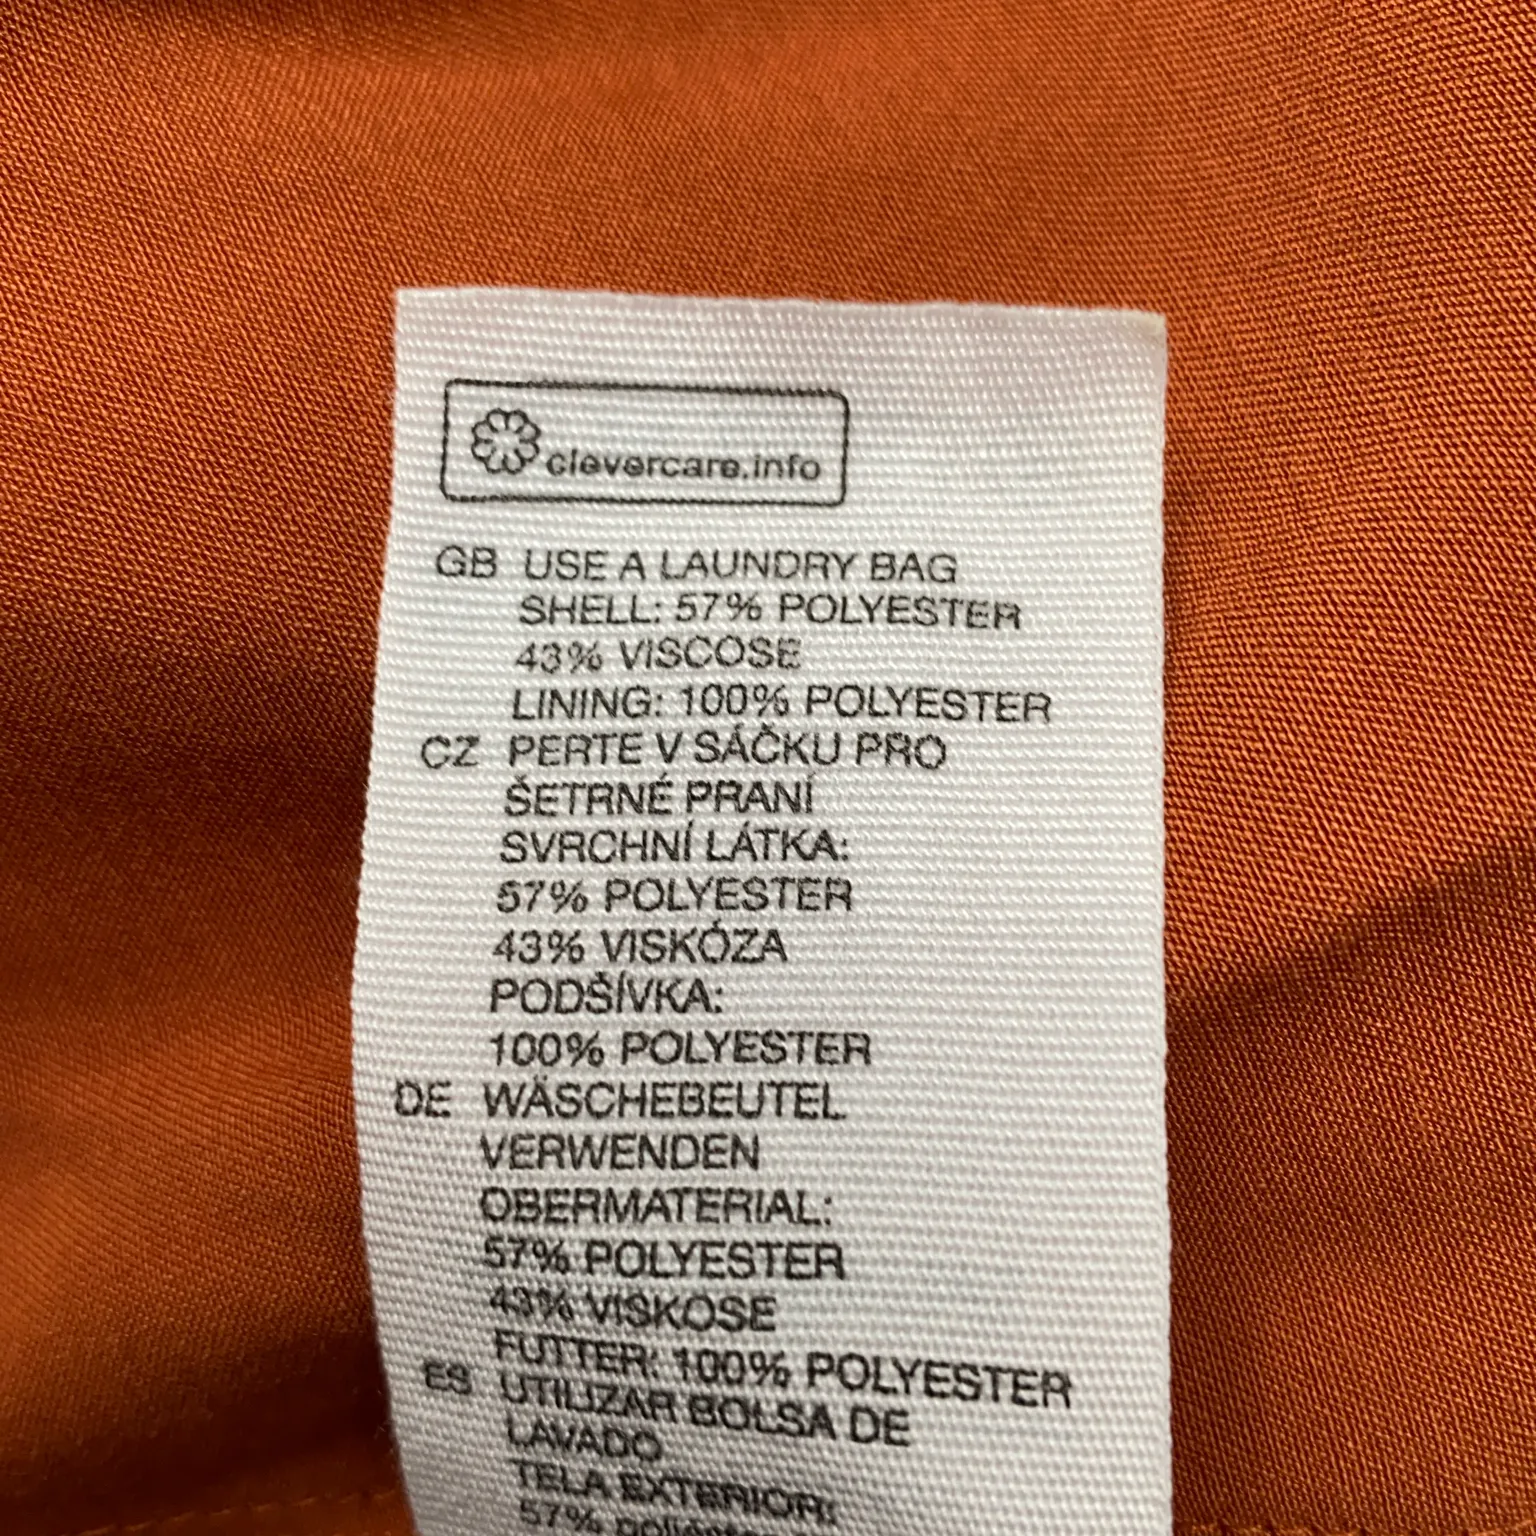 clevercare.info
GB USE A LAUNDRY BAG
SHELL: 57% POLYESTER
43% VISCOSE
LINING: 100% POLYESTER
CZ PERTE V SÁČKU PRO
ŠETRNÉ PRANÍ
SVRCHNÍ LÁTKA:
57% POLYESTER
43% VISKÓZA
PODŠÍVKA:
100% POLYESTER
DE WÄSCHEBEUTEL
VERWENDEN
OBERMATERIAL:
57% POLYESTER
43% VISKOSE
FUTTER: 100% POLYESTER
ES UTILIZAR BOLSA DE
LAVADO
TELA EXTERIOR:
57%